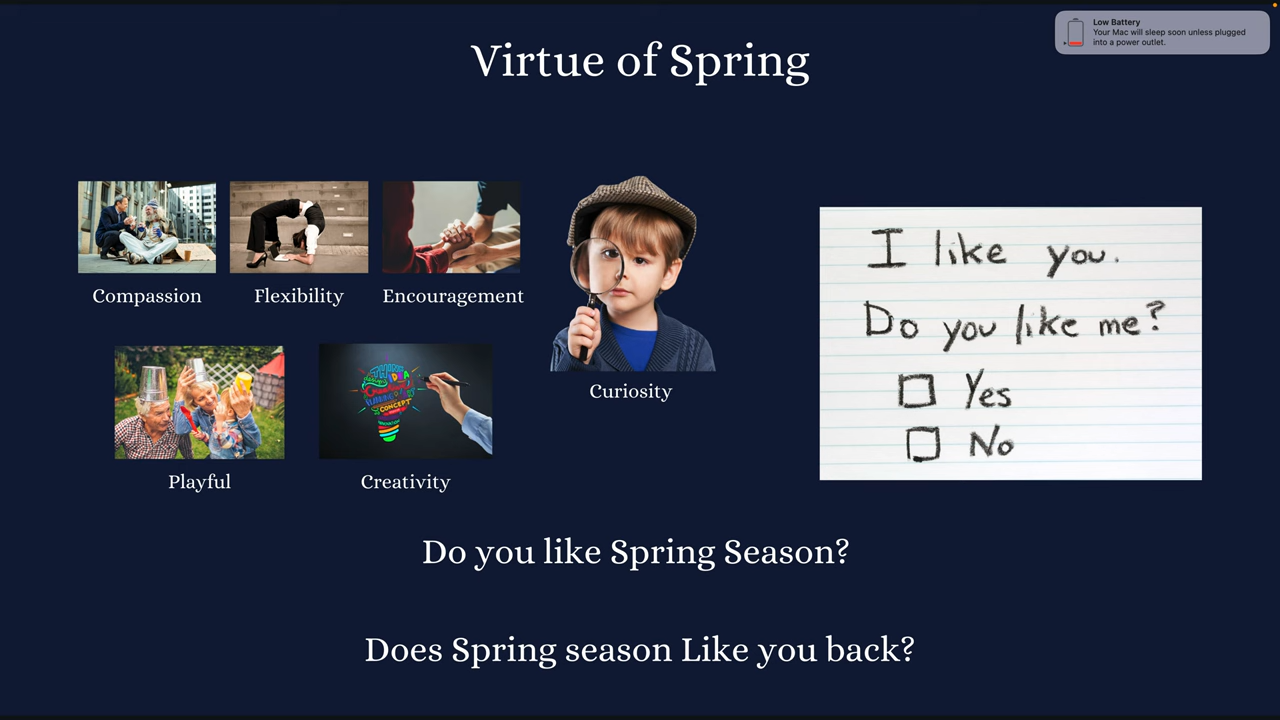 Low Battery
Your Mac will sleep soon unless plugged
into a power outlet.
Virtue of Spring
Compassion
Flexibility
Encouragement
Curiosity
Playful
CONCEPT
Creativity
I like you.
Do you like me?
Yes
No
Do you like Spring Season?
Does Spring season Like you back?